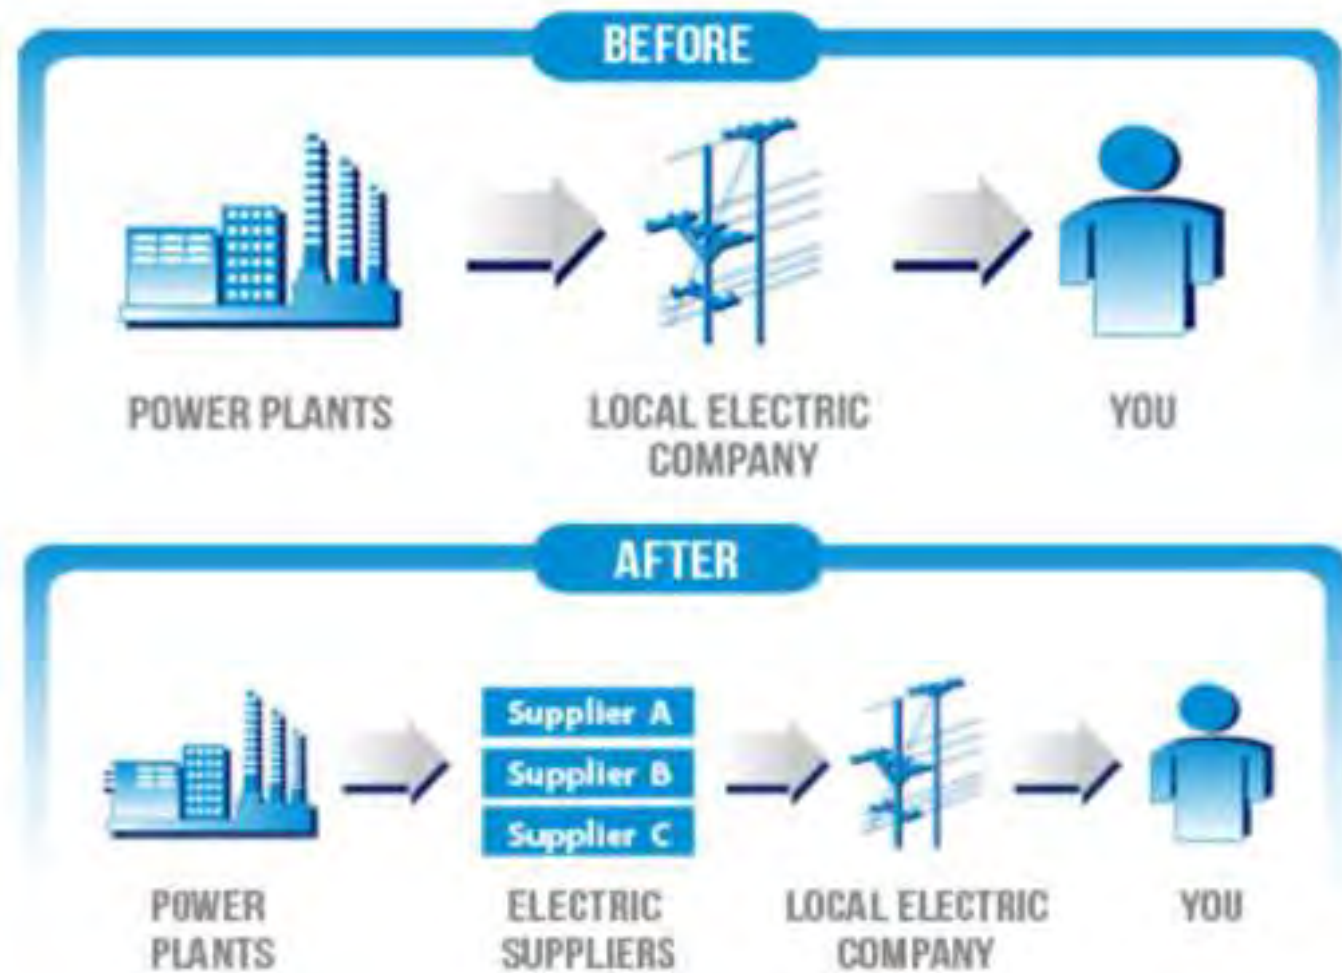 BEFORE
POWER PLANTS
LOCAL ELECTRIC
COMPANY
YOU
AFTER
Supplier A
Supplier B
Supplier C
POWER
PLANTS
ELECTRIC
SUPPLIERS
LOCAL ELECTRIC
COMPANY
YOU